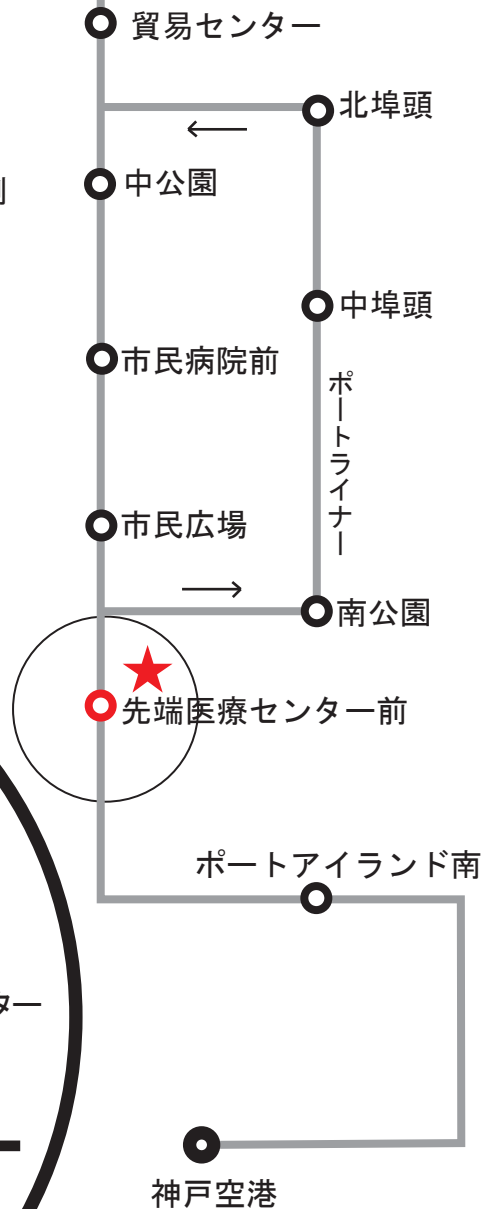 貿易センター
北埠頭
中公園
中埠頭
市民病院前
ポートライナー
市民広場
南公園
先端医療センター前
ポートアイランド南
ター
神戸空港